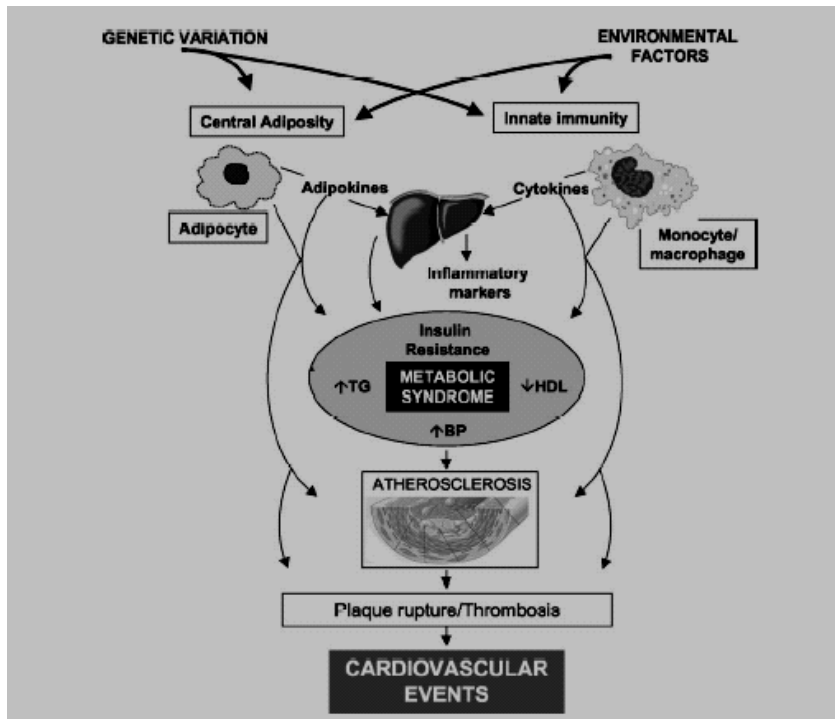 GENETIC VARIATION
ENVIRONMENTAL
FACTORS
Central Adiposity
Innate immunity
Adipokines
Cytokines
Adipocyte
Monocyte/
macrophage
Inflammatory
markers
Insulin
Resistance
↑TG
METABOLIC
SYNDROME
↓HDL
↑BP
ATHEROSCLEROSIS
Plaque rupture/Thrombosis
CARDIOVASCULAR
EVENTS